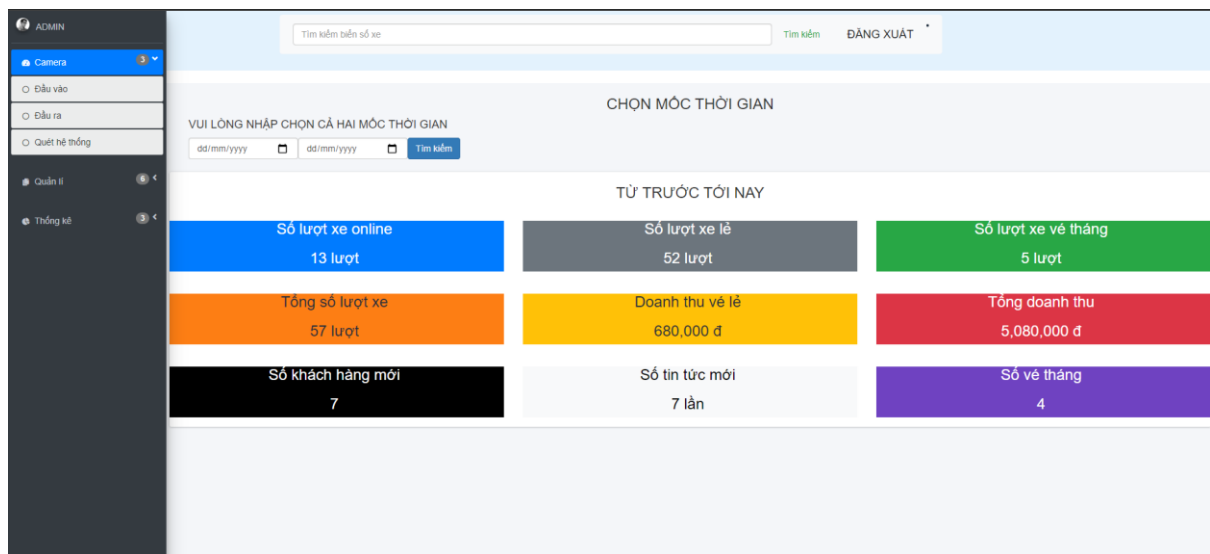 ADMIN
Tìm kiếm biển số xe
Tìm kiếm
ĐĂNG XUẤT
Camera 3
Đầu vào
Đầu ra
Quét hệ thống
Quản lí 6
Thống kê 3
CHỌN MỐC THỜI GIAN
VUI LÒNG NHẬP CHỌN CẢ HAI MỐC THỜI GIAN
dd/mm/yyyy dd/mm/yyyy Tìm kiếm
TỪ TRƯỚC TỚI NAY
Số lượt xe online
13 lượt
Số lượt xe lẻ
52 lượt
Số lượt xe vé tháng
5 lượt
Tổng số lượt xe
57 lượt
Doanh thu vé lẻ
680,000 đ
Tổng doanh thu
5,080,000 đ
Số khách hàng mới
7
Số tin tức mới
7 lần
Số vé tháng
4